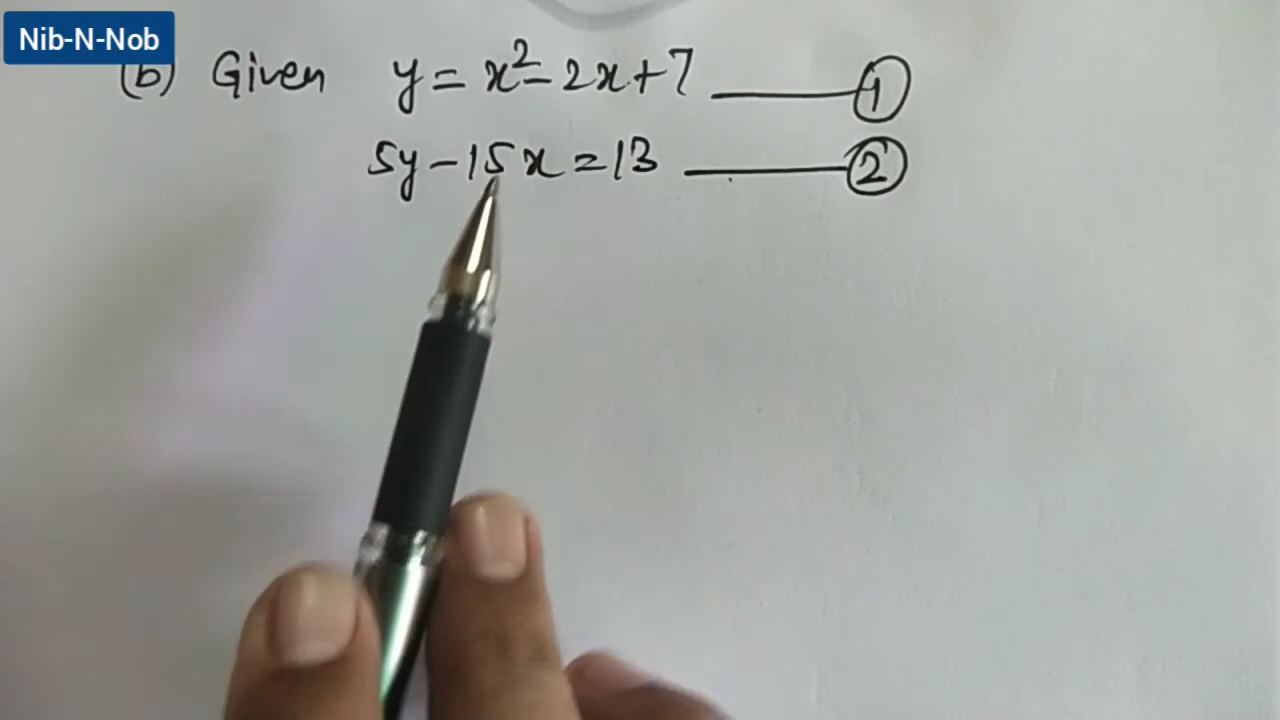 Nib-N-Nob
(b) Given y = x² - 2x + 7 ——— ①
5y - 15x = 13 ——— ②